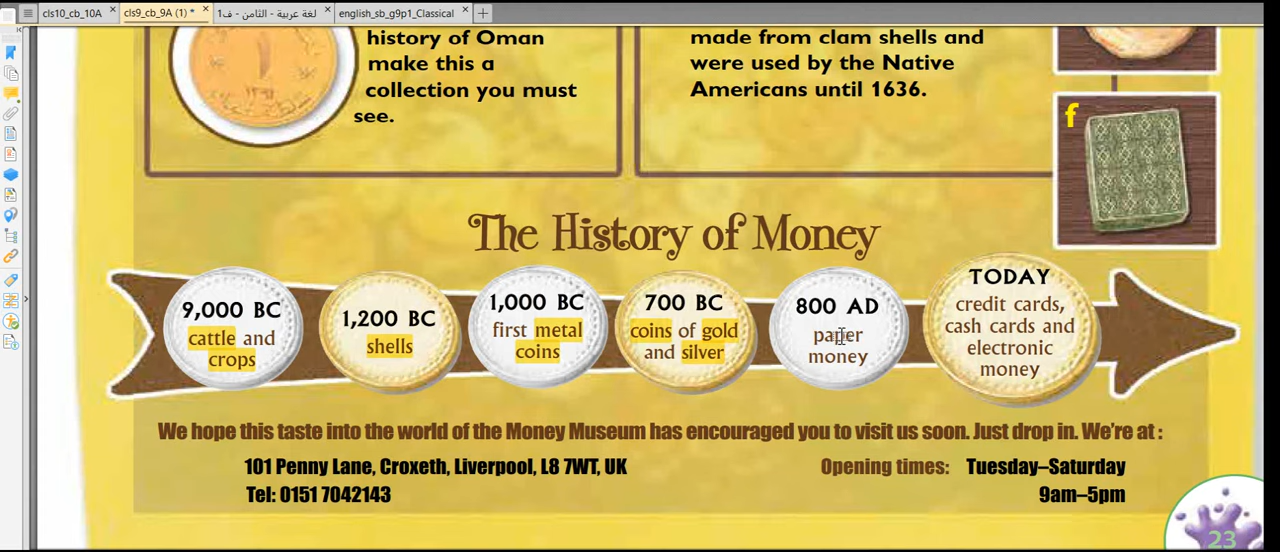 cls10_cb_10A
cls9_cb_9A (1) *
لغة عربية - الثامن - ف1
english_sb_g9p1_Classical
history of Oman
make this a
collection you must
see.
made from clam shells and
were used by the Native
Americans until 1636.
f
The History of Money
9,000 BC
cattle and
crops
1,200 BC
shells
1,000 BC
first metal
coins
700 BC
coins of gold
and silver
800 AD
paper
money
TODAY
credit cards,
cash cards and
electronic
money
We hope this taste into the world of the Money Museum has encouraged you to visit us soon. Just drop in. We're at :
101 Penny Lane, Croxeth, Liverpool, L8 7WT, UK
Tel: 0151 7042143
Opening times: Tuesday–Saturday
9am–5pm
23